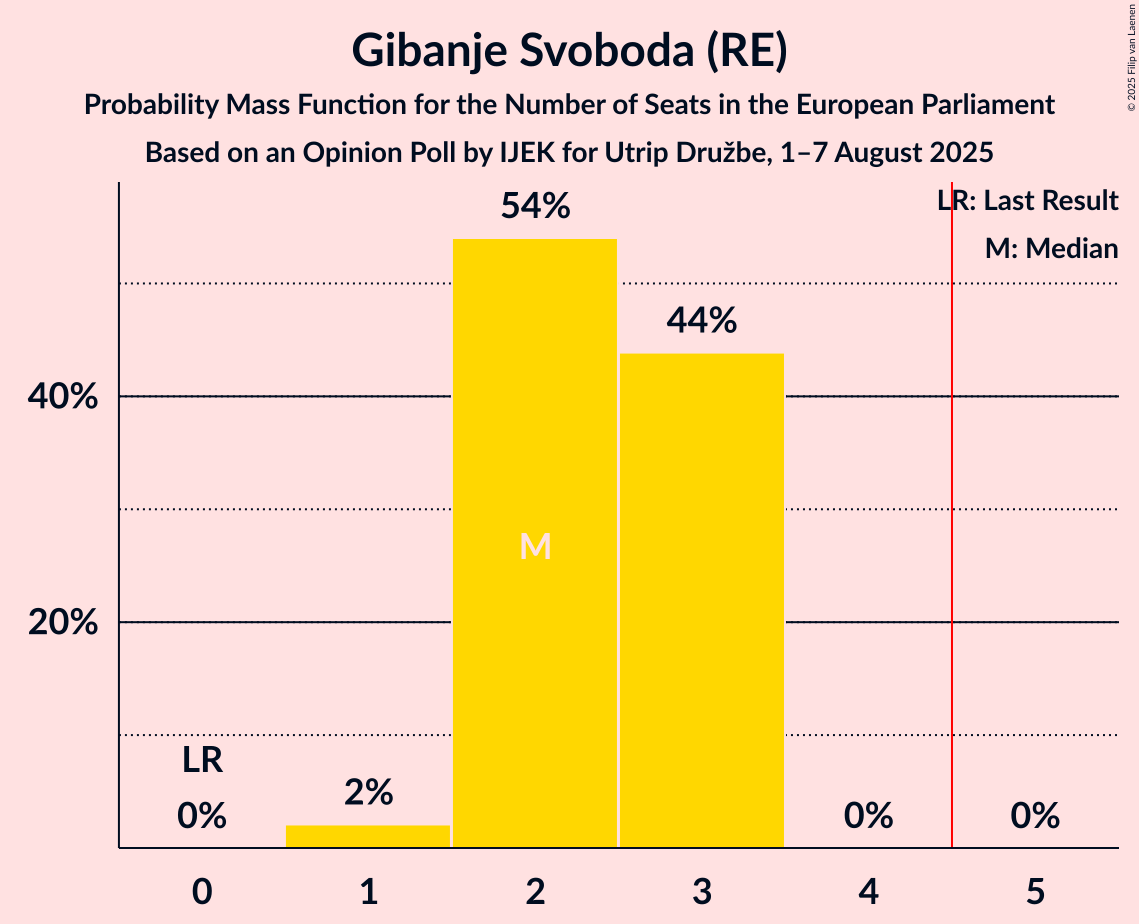 Gibanje Svoboda (RE)
Probability Mass Function for the Number of Seats in the European Parliament
Based on an Opinion Poll by IJEK for Utrip Družbe, 1–7 August 2025
© 2025 Filip van Laenen
LR: Last Result
M: Median
54%
44%
40%
M
20%
LR
0%
2%
0%
0%
0
1
2
3
4
5